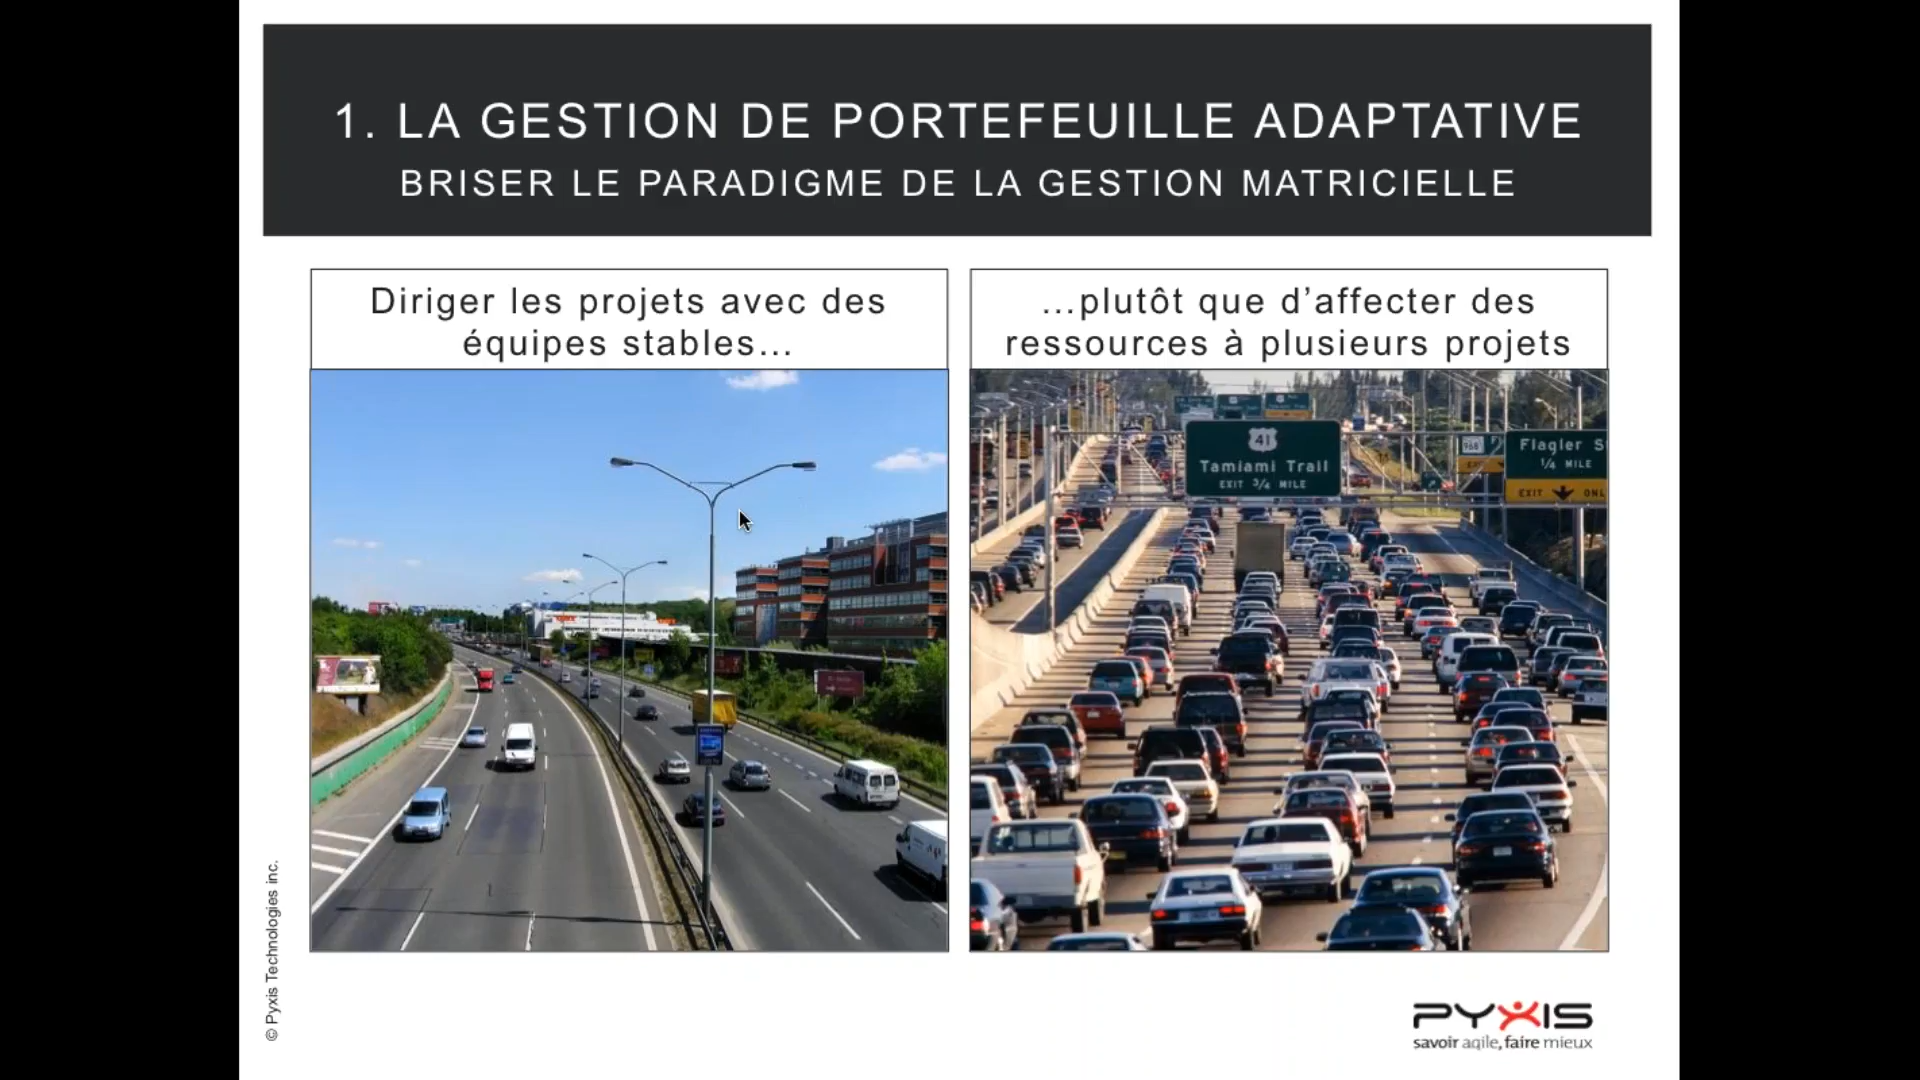 1. LA GESTION DE PORTEFEUILLE ADAPTATIVE
BRISER LE PARADIGME DE LA GESTION MATRICIELLE
Diriger les projets avec des
équipes stables…
…plutôt que d’affecter des
ressources à plusieurs projets
41
Tamiami Trail
EXIT 3/4 MILE
968
Flagler S
1/4 MILE
EXIT ONL
© Pyxis Technologies inc.
PYXIS
savoir agile, faire mieux